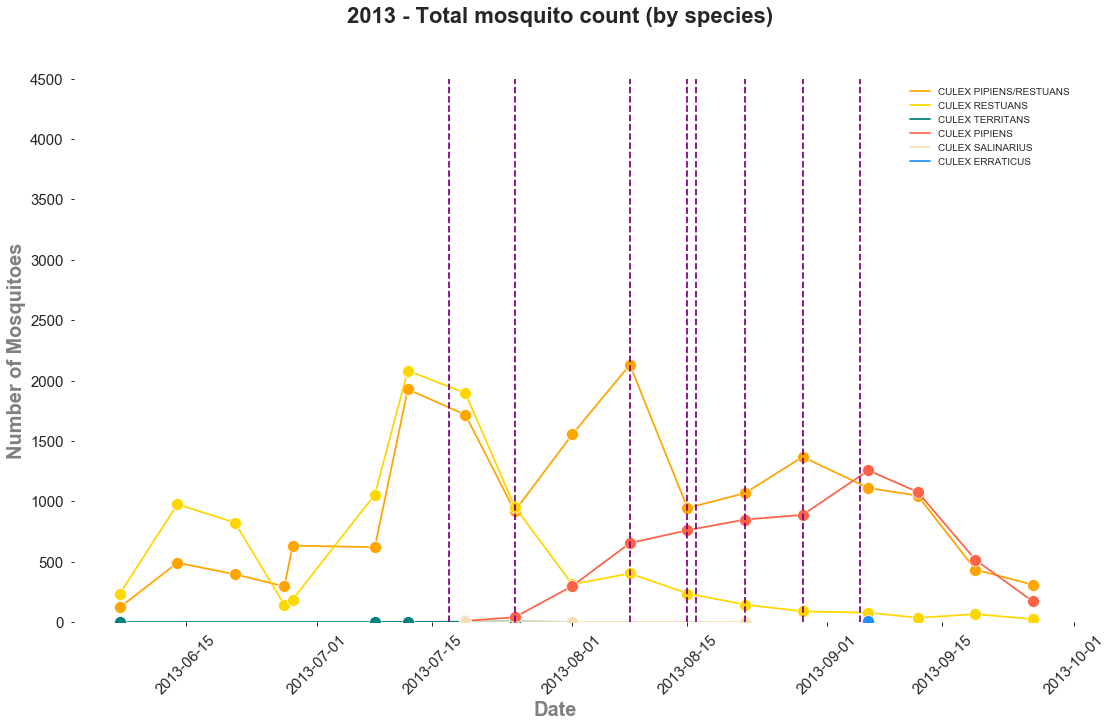 2013 - Total mosquito count (by species)
4500
4000
3500
3000
2500
2000
1500
1000
500
0
Number of Mosquitoes
CULEX PIPIENS/RESTUANS
CULEX RESTUANS
CULEX TERRITANS
CULEX PIPIENS
CULEX SALINARIUS
CULEX ERRATICUS
2013-06-15
2013-07-01
2013-07-15
2013-08-01
2013-08-15
2013-09-01
2013-09-15
2013-10-01
Date